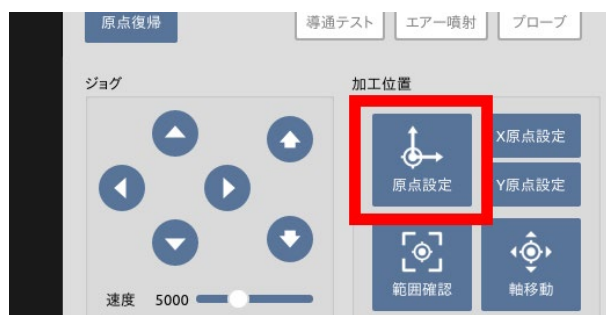 原点復帰
導通テスト
エアー噴射
プローブ
ジョグ
加工位置
原点設定
X原点設定
Y原点設定
範囲確認
軸移動
速度 5000